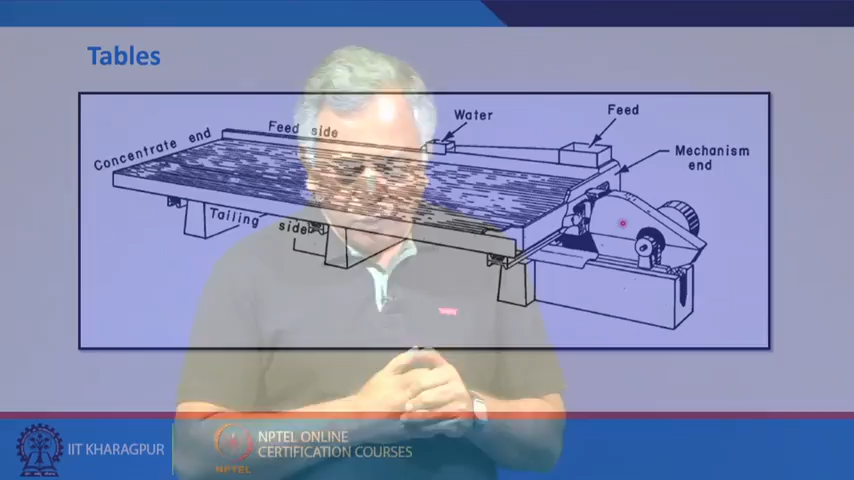 Tables
Water
Feed
Feed side
Mechanism
end
Concentrate end
Tailing side
IIT KHARAGPUR
NPTEL ONLINE
CERTIFICATION COURSES
NPTEL